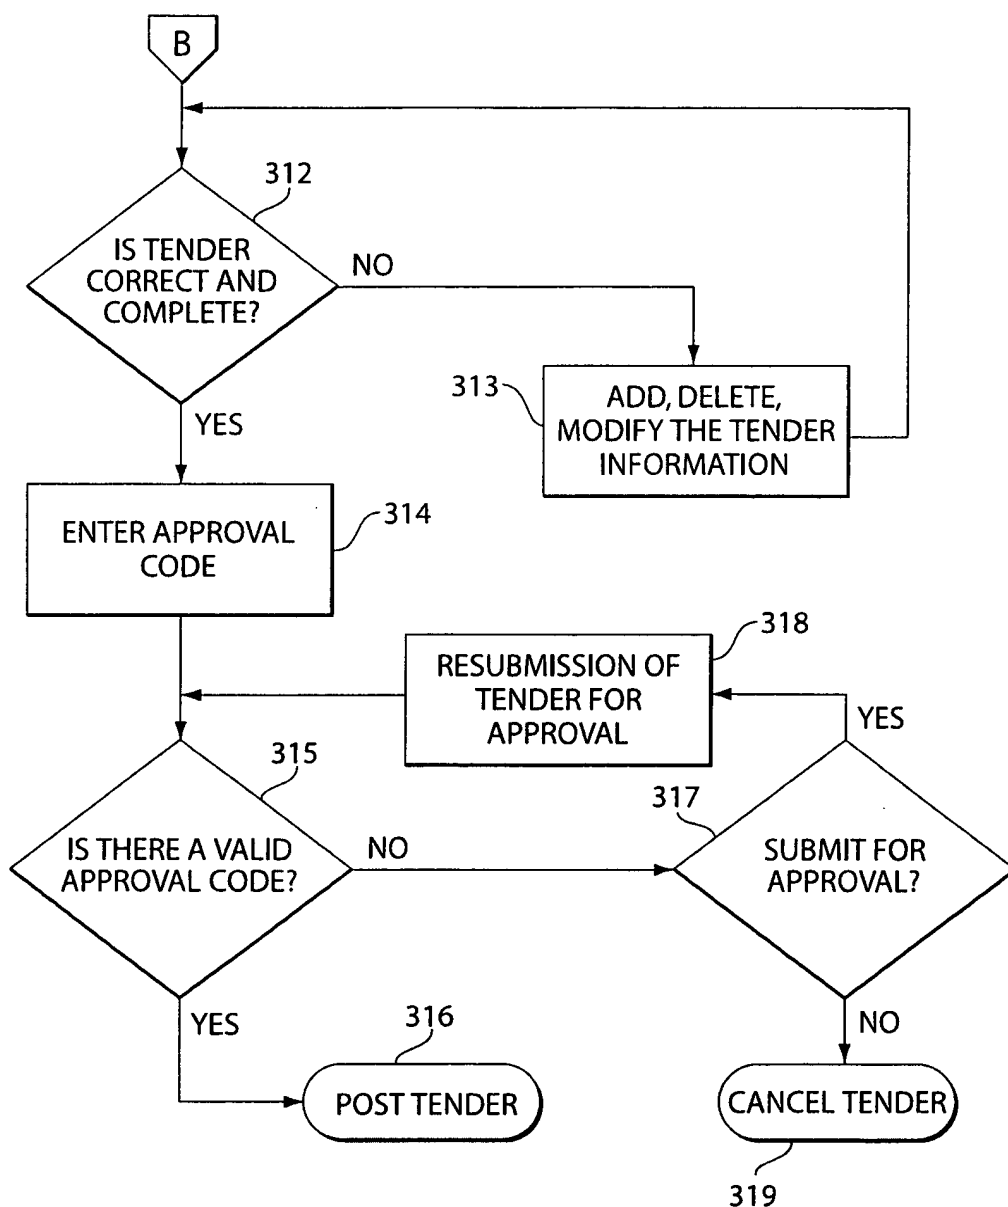 B
312
IS TENDER
CORRECT AND
COMPLETE?
NO
313
ADD, DELETE,
MODIFY THE TENDER
INFORMATION
YES
ENTER APPROVAL
CODE
314
318
RESUBMISSION OF
TENDER FOR
APPROVAL
YES
315
IS THERE A VALID
APPROVAL CODE?
NO
317
SUBMIT FOR
APPROVAL?
YES
316
POST TENDER
NO
CANCEL TENDER
319